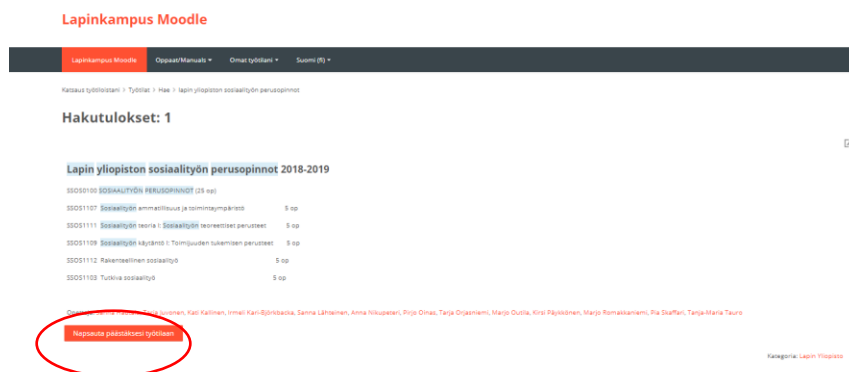 Lapinkampus Moodle
Lapinkampus Moodle Oppaat/Manuals Omat työtilani Suomi (fi)
Katsaus työtiloistani > Työtilat > Hae > lapin yliopiston sosiaalityön perusopinnot
Hakutulokset: 1
Lapin yliopiston sosiaalityön perusopinnot 2018-2019
SSOS0100 SOSIAALITYÖN PERUSOPINNOT (25 op)
SSOS1107 Sosiaalityön ammatillisuus ja toimintaympäristö 5 op
SSOS1111 Sosiaalityön teoria I: Sosiaalityön teoreettiset perusteet 5 op
SSOS1109 Sosiaalityön käytäntö I: Toimijuuden tukemisen perusteet 5 op
SSOS1112 Rakenteellinen sosiaalityö 5 op
SSOS1103 Tutkiva sosiaalityö 5 op
Juvonen, Kati Kallinen, Irmeli Kari-Björkbacka, Sanna Lähteinen, Anna Nikupeteri, Pirjo Oinas, Tarja Orjasniemi, Marjo Outila, Kirsi Päykkönen, Marjo Romakkaniemi, Pia Skaffari, Tanja-Maria Tauro
Napsauta päästäksesi työtilaan
Kategoria: Lapin Yliopisto